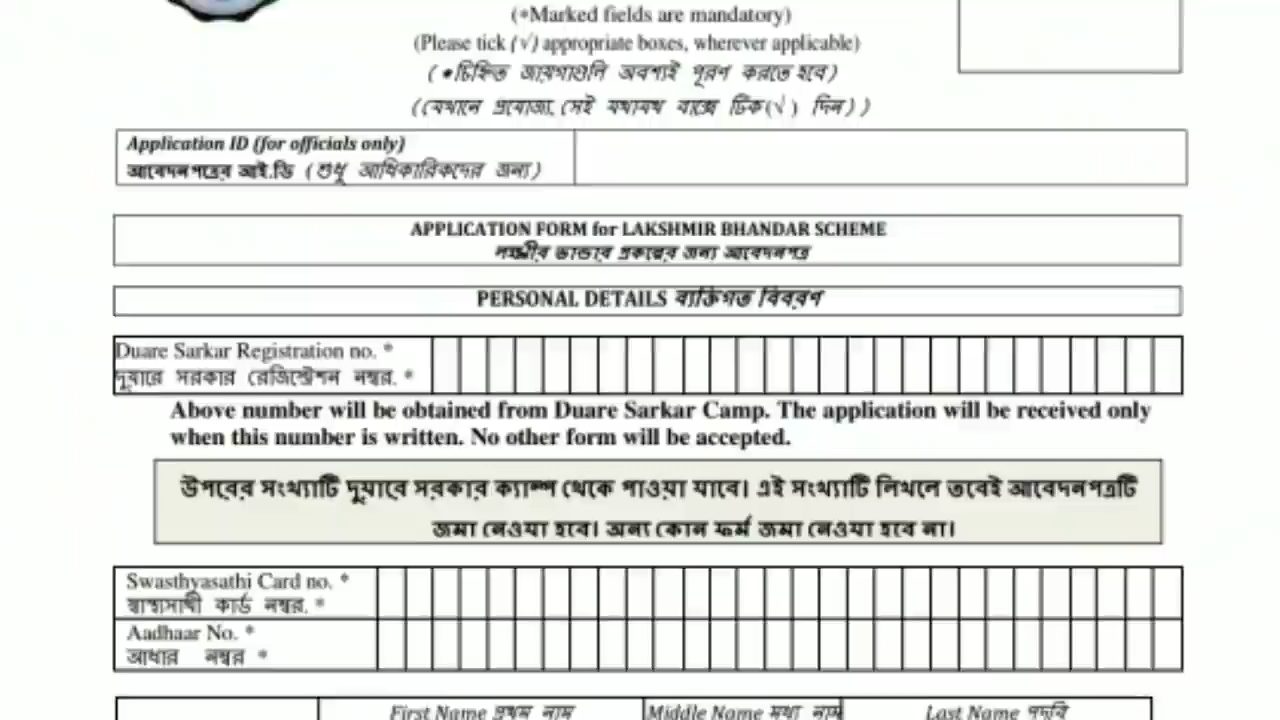 (*Marked fields are mandatory)
(Please tick (√) appropriate boxes, wherever applicable)
(*চিহ্নিত জায়গাগুলি অবশ্যই পূরণ করতে হবে)
((যেখানে প্রযোজ্য, সেই যথাযথ বাক্সে টিক(√) দিন))
Application ID (for officials only)
আবেদনপত্রের আই.ডি (শুধু আধিকারিকদের জন্য)
APPLICATION FORM for LAKSHMIR BHANDAR SCHEME
লক্ষ্মীর ভান্ডার প্রকল্পের জন্য আবেদনপত্র
PERSONAL DETAILS ব্যক্তিগত বিবরণ
Duare Sarkar Registration no. *
দুয়ারে সরকার রেজিস্ট্রেশন নম্বর. *
Above number will be obtained from Duare Sarkar Camp. The application will be received only
when this number is written. No other form will be accepted.
উপরের সংখ্যাটি দুয়ারে সরকার ক্যাম্প থেকে পাওয়া যাবে। এই সংখ্যাটি লিখলে তবেই আবেদনপত্রটি
জমা নেওয়া হবে। অন্য কোন ফর্ম জমা নেওয়া হবে না।
Swasthyasathi Card no. *
স্বাস্থ্যসাথী কার্ড নম্বর. *
Aadhaar No. *
আধার নম্বর *
First Name প্রথম নাম Middle Name মধ্য নাম Last Name পদবি